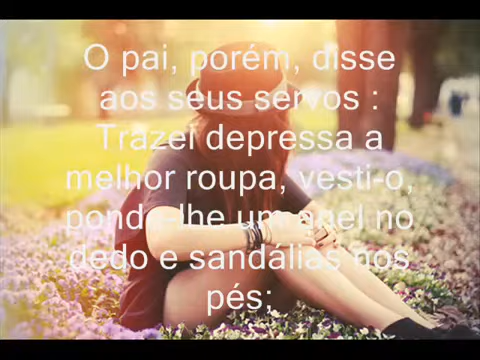 O pai, porém, disse
aos seus servos :
Trazei depressa a
melhor roupa, vesti-o,
ponde-lhe um anel no
dedo e sandálias nos
pés;